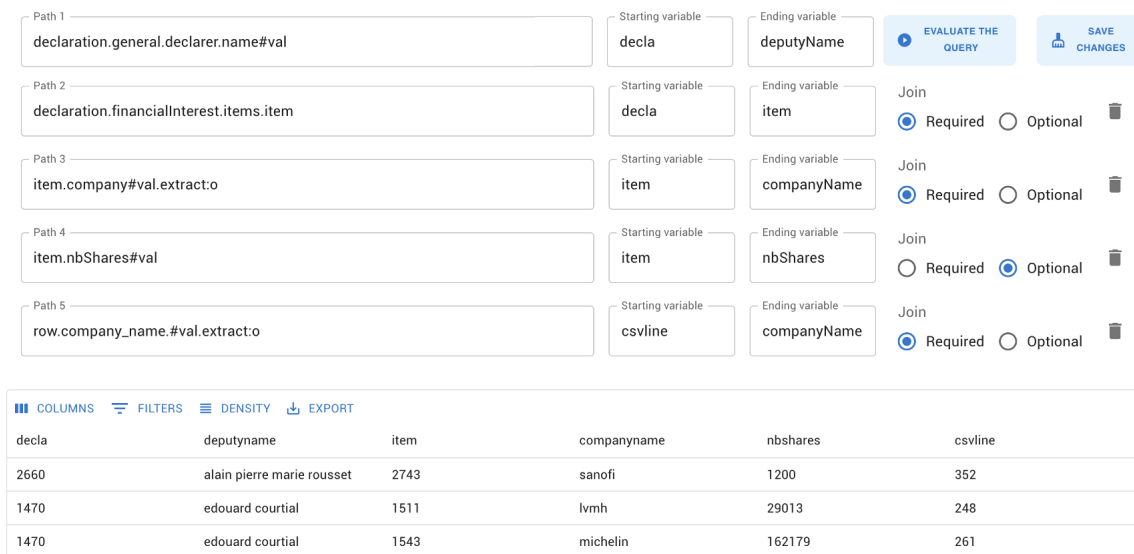 Path 1 Starting variable Ending variable
declaration.general.declarer.name#val decla deputyName EVALUATE THE QUERY SAVE CHANGES
Path 2 Starting variable Ending variable Join
declaration.financialInterest.items.item decla item Required Optional
Path 3 Starting variable Ending variable Join
item.company#val.extract:o item companyName Required Optional
Path 4 Starting variable Ending variable Join
item.nbShares#val item nbShares Required Optional
Path 5 Starting variable Ending variable Join
row.company_name.#val.extract:o csvline companyName Required Optional
COLUMNS FILTERS DENSITY EXPORT
decla deputyname item companyname nbshares csvline
2660 alain pierre marie rousset 2743 sanofi 1200 352
1470 edouard courtial 1511 lvmh 29013 248
1470 edouard courtial 1543 michelin 162179 261